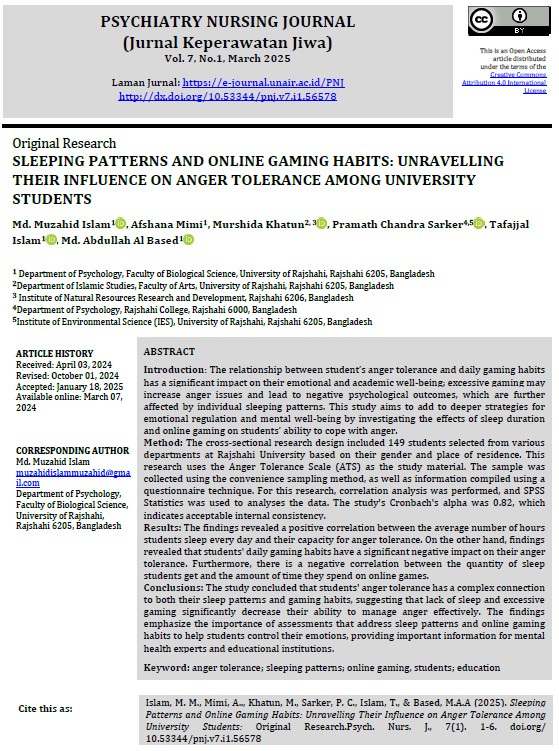 PSYCHIATRY NURSING JOURNAL
(Jurnal Keperawatan Jiwa)
Vol. 7, No.1, March 2025
Laman Jurnal: https://e-journal.unair.ac.id/PNJ
http://dx.doi.org/10.53344/pnj.v7.i1.56578
cc BY
This is an Open Access
article distributed
under the terms of the
Creative Commons
Attribution 4.0 International
License
Original Research
SLEEPING PATTERNS AND ONLINE GAMING HABITS: UNRAVELLING
THEIR INFLUENCE ON ANGER TOLERANCE AMONG UNIVERSITY
STUDENTS
Md. Muzahid Islam¹iD, Afshana Mimi¹, Murshida Khatun²,³iD, Pramath Chandra Sarker⁴,⁵iD, Tafajjal
Islam¹iD, Md. Abdullah Al Based¹iD
¹ Department of Psychology, Faculty of Biological Science, University of Rajshahi, Rajshahi 6205, Bangladesh
²Department of Islamic Studies, Faculty of Arts, University of Rajshahi, Rajshahi 6205, Bangladesh
³ Institute of Natural Resources Research and Development, Rajshahi 6206, Bangladesh
⁴Department of Psychology, Rajshahi College, Rajshahi 6000, Bangladesh
⁵Institute of Environmental Science (IES), University of Rajshahi, Rajshahi 6205, Bangladesh
ARTICLE HISTORY
Received: April 03, 2024
Revised: October 01, 2024
Accepted: January 18, 2025
Available online: March 07,
2024
CORRESPONDING AUTHOR
Md. Muzahid Islam
muzahidislammuzahid@gma
il.com
Department of Psychology,
Faculty of Biological Science,
University of Rajshahi,
Rajshahi 6205, Bangladesh
ABSTRACT
Introduction: The relationship between student's anger tolerance and daily gaming habits
has a significant impact on their emotional and academic well-being; excessive gaming may
increase anger issues and lead to negative psychological outcomes, which are further
affected by individual sleeping patterns. This study aims to add to deeper strategies for
emotional regulation and mental well-being by investigating the effects of sleep duration
and online gaming on students' ability to cope with anger.
Method: The cross-sectional research design included 149 students selected from various
departments at Rajshahi University based on their gender and place of residence. This
research uses the Anger Tolerance Scale (ATS) as the study material. The sample was
collected using the convenience sampling method, as well as information compiled using a
questionnaire technique. For this research, correlation analysis was performed, and SPSS
Statistics was used to analyses the data. The study's Cronbach's alpha was 0.82, which
indicates acceptable internal consistency.
Results: The findings revealed a positive correlation between the average number of hours
students sleep every day and their capacity for anger tolerance. On the other hand, findings
revealed that students' daily gaming habits have a significant negative impact on their anger
tolerance. Furthermore, there is a negative correlation between the quantity of sleep
students get and the amount of time they spend on online games.
Conclusions: The study concluded that students' anger tolerance has a complex connection
to both their sleep patterns and gaming habits, suggesting that lack of sleep and excessive
gaming significantly decrease their ability to manage anger effectively. The findings
emphasize the importance of assessments that address sleep patterns and online gaming
habits to help students control their emotions, providing important information for mental
health experts and educational institutions.
Keyword: anger tolerance; sleeping patterns; online gaming, students; education
Cite this as:
Islam, M. M., Mimi, A., Khatun, M., Sarker, P. C., Islam, T., & Based, M.A.A (2025). Sleeping
Patterns and Online Gaming Habits: Unravelling Their Influence on Anger Tolerance Among
University Students: Original Research.Psych. Nurs. J., 7(1). 1-6. doi.org/
10.53344/pnj.v7.i1.56578